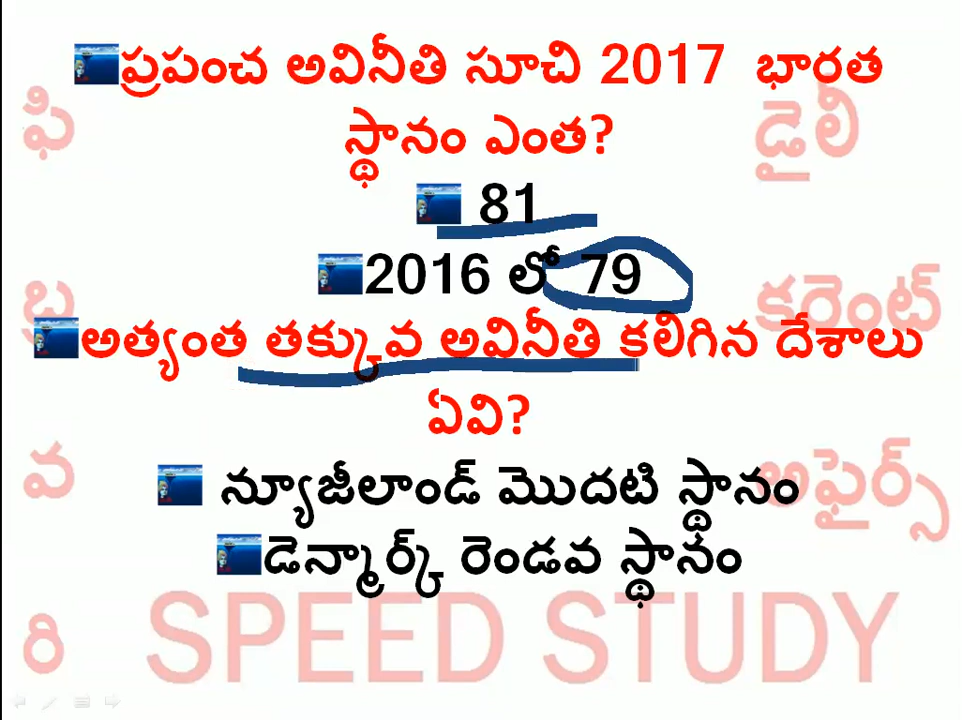 ప్రపంచ అవినీతి సూచి 2017 భారత
స్థానం ఎంత?
81
2016 లో 79
అత్యంత తక్కువ అవినీతి కలిగిన దేశాలు
ఏవి?
న్యూజీలాండ్ మొదటి స్థానం
డెన్మార్క్ రెండవ స్థానం
ఫి
బ్ర
వ
రి
డైలీ
కరెంట్
అఫైర్స్
SPEED STUDY